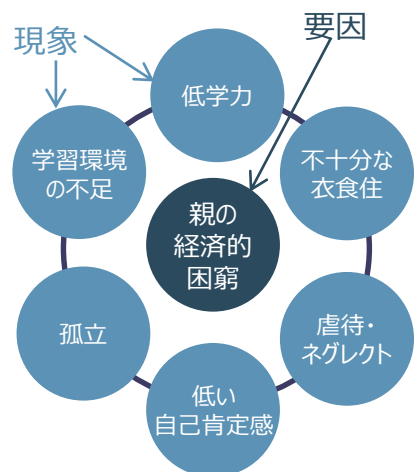 現象
要因
低学力
学習環境
の不足
不十分な
衣食住
親の
経済的
困窮
孤立
虐待・
ネグレクト
低い
自己肯定感